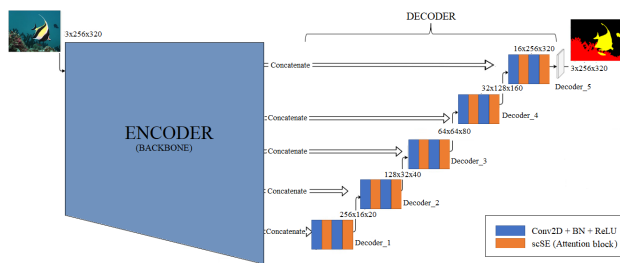 DECODER
3x256x320
16x256x320
Concatenate
3x256x320
Decoder_5
32x128x160
Concatenate
Decoder_4
64x64x80
ENCODER
(BACKBONE)
Concatenate
Decoder_3
128x32x40
Concatenate
Decoder_2
256x16x20
Concatenate
Decoder_1
Conv2D + BN + ReLU
scSE (Attention block)